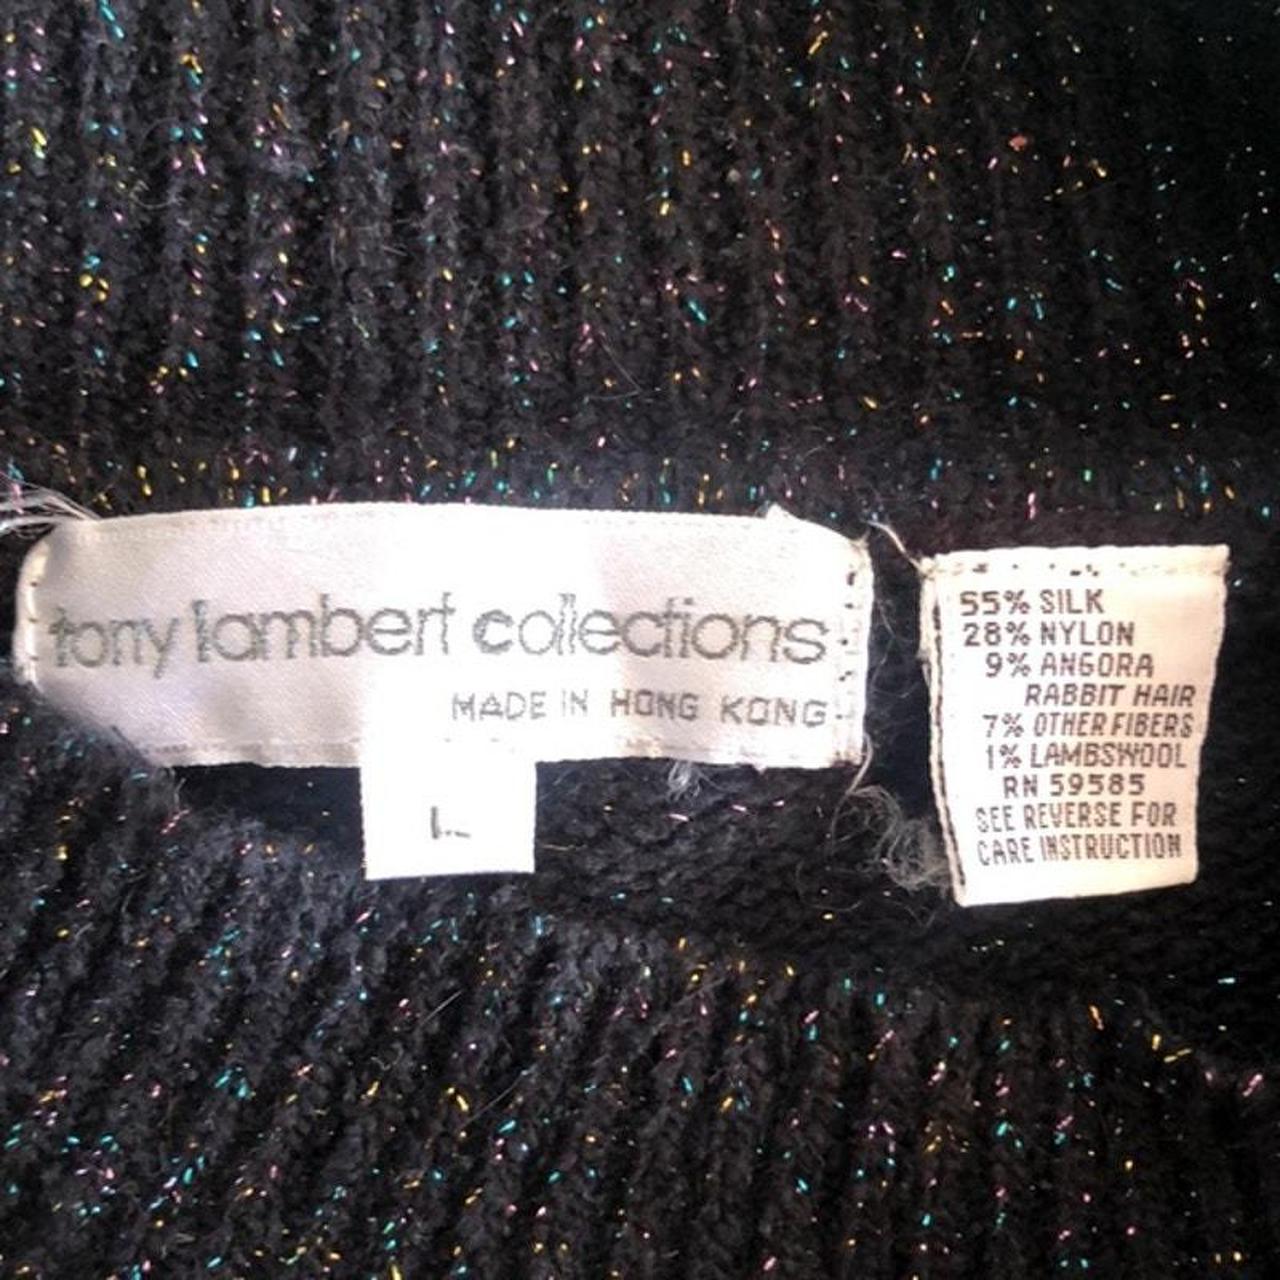 tony lambert collections
MADE IN HONG KONG
L
55% SILK
28% NYLON
9% ANGORA
RABBIT HAIR
7% OTHER FIBERS
1% LAMBSWOOL
RN 59585
SEE REVERSE FOR
CARE INSTRUCTION